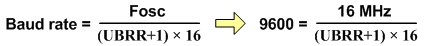 Baud rate = Fosc / (UBRR+1) × 16 9600 = 16 MHz / (UBRR+1) × 16